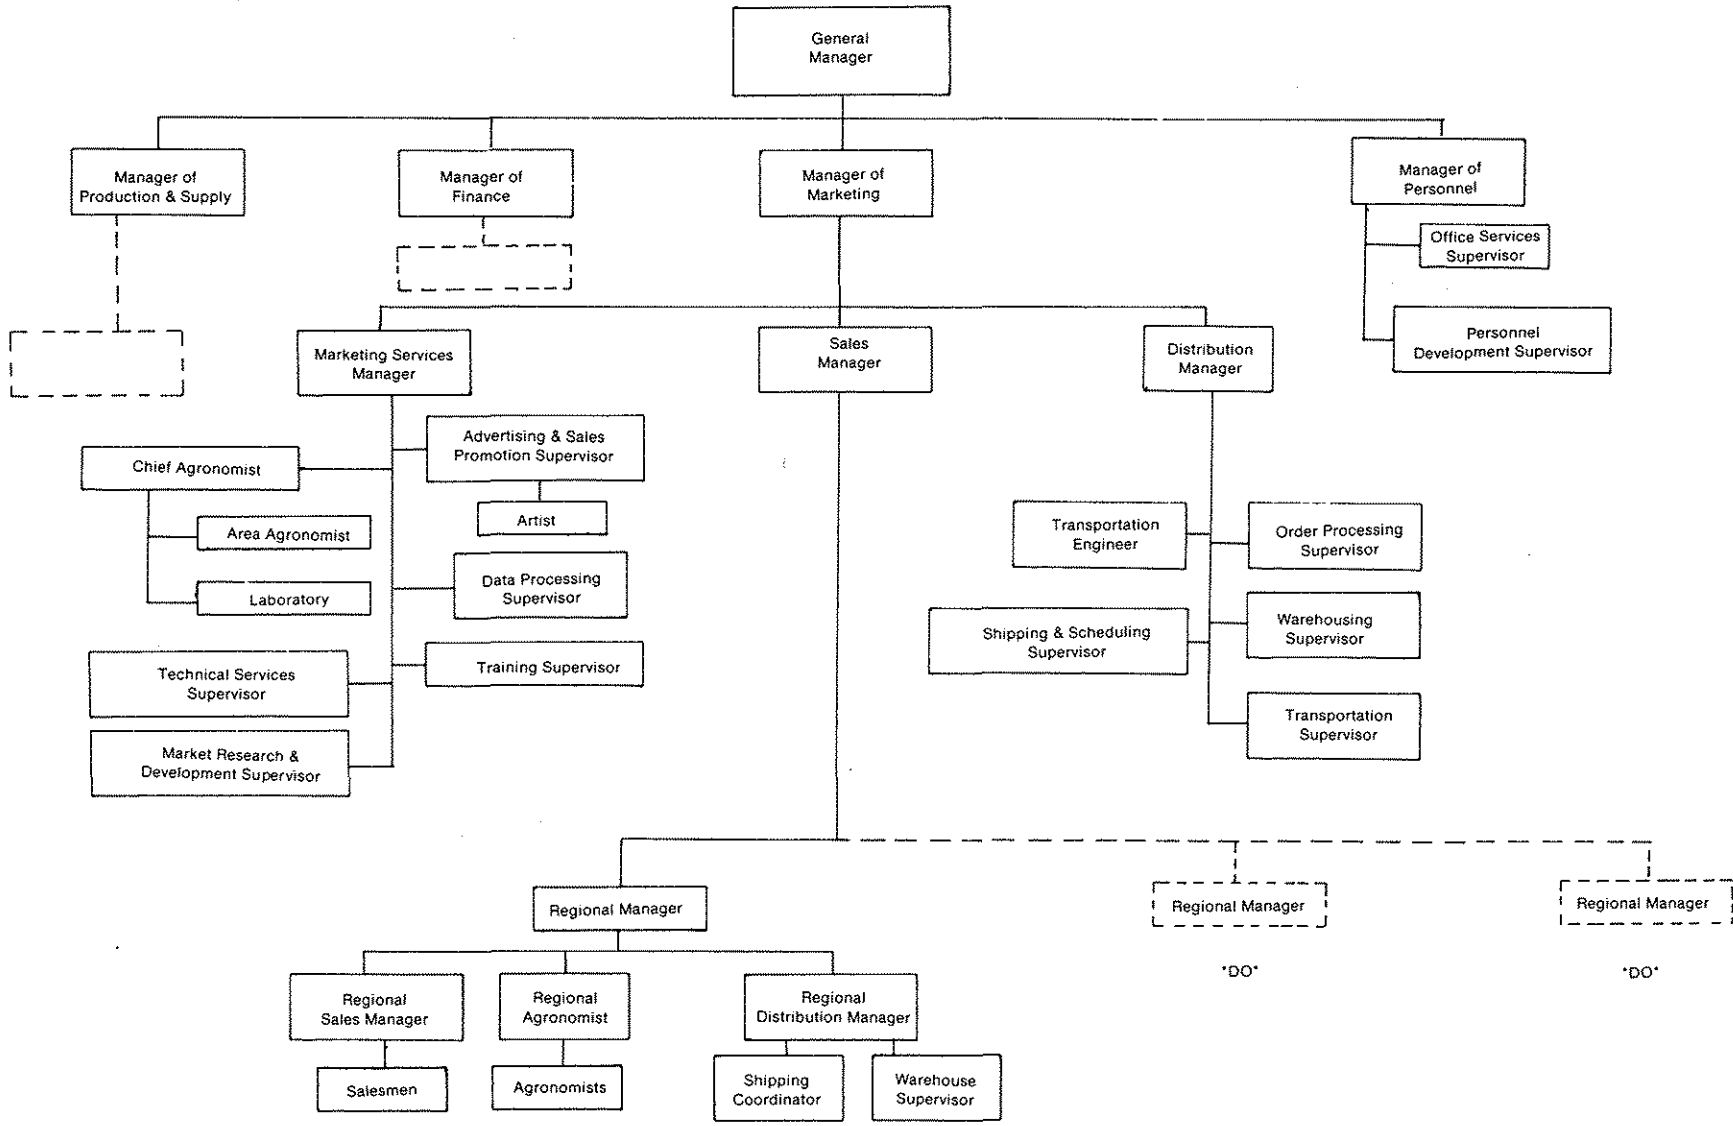 General
Manager
Manager of
Production & Supply
Manager of
Finance
Manager of
Marketing
Manager of
Personnel
Office Services
Supervisor
Personnel
Development Supervisor
Marketing Services
Manager
Sales
Manager
Distribution
Manager
Chief Agronomist
Area Agronomist
Laboratory
Technical Services
Supervisor
Market Research &
Development Supervisor
Advertising & Sales
Promotion Supervisor
Artist
Data Processing
Supervisor
Training Supervisor
Transportation
Engineer
Shipping & Scheduling
Supervisor
Order Processing
Supervisor
Warehousing
Supervisor
Transportation
Supervisor
Regional Manager
Regional Manager
Regional Manager
"DO"
"DO"
Regional
Sales Manager
Regional
Agronomist
Regional
Distribution Manager
Salesmen
Agronomists
Shipping
Coordinator
Warehouse
Supervisor